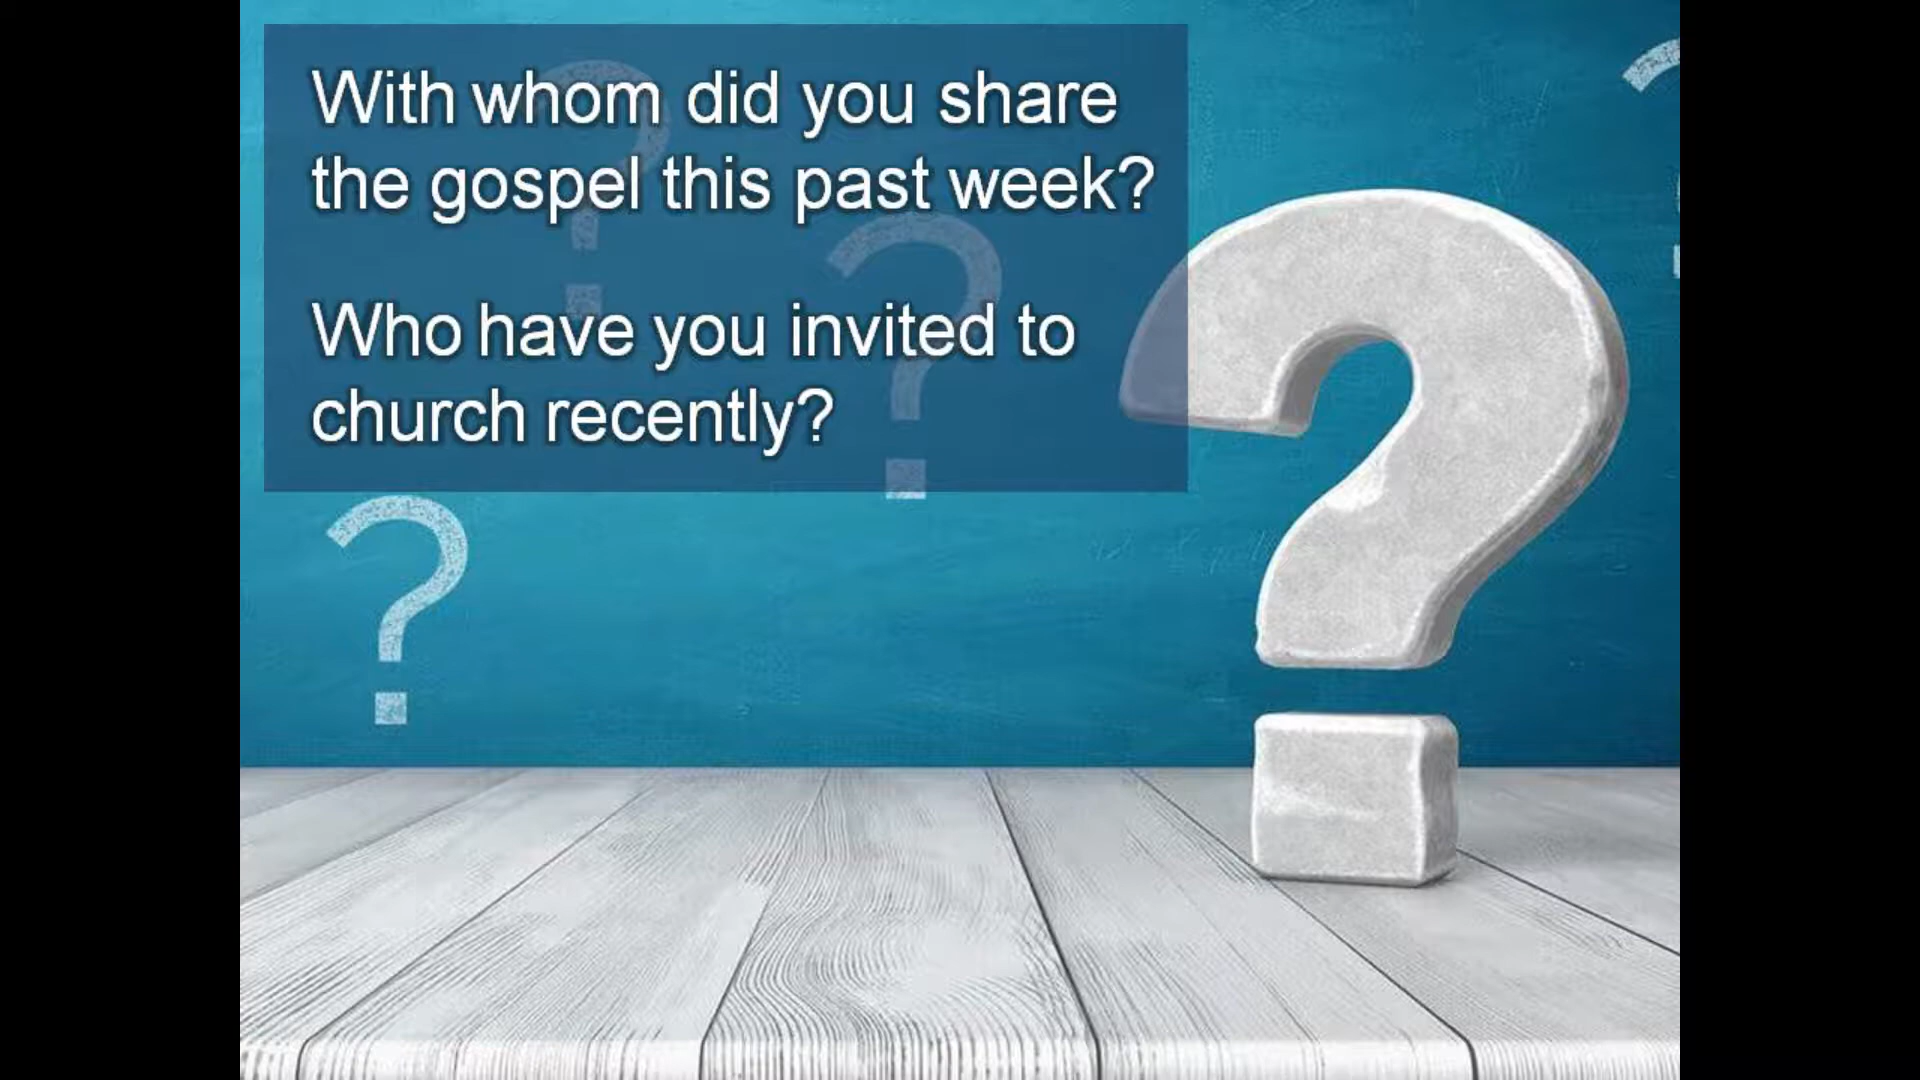 With whom did you share
the gospel this past week?
Who have you invited to
church recently?